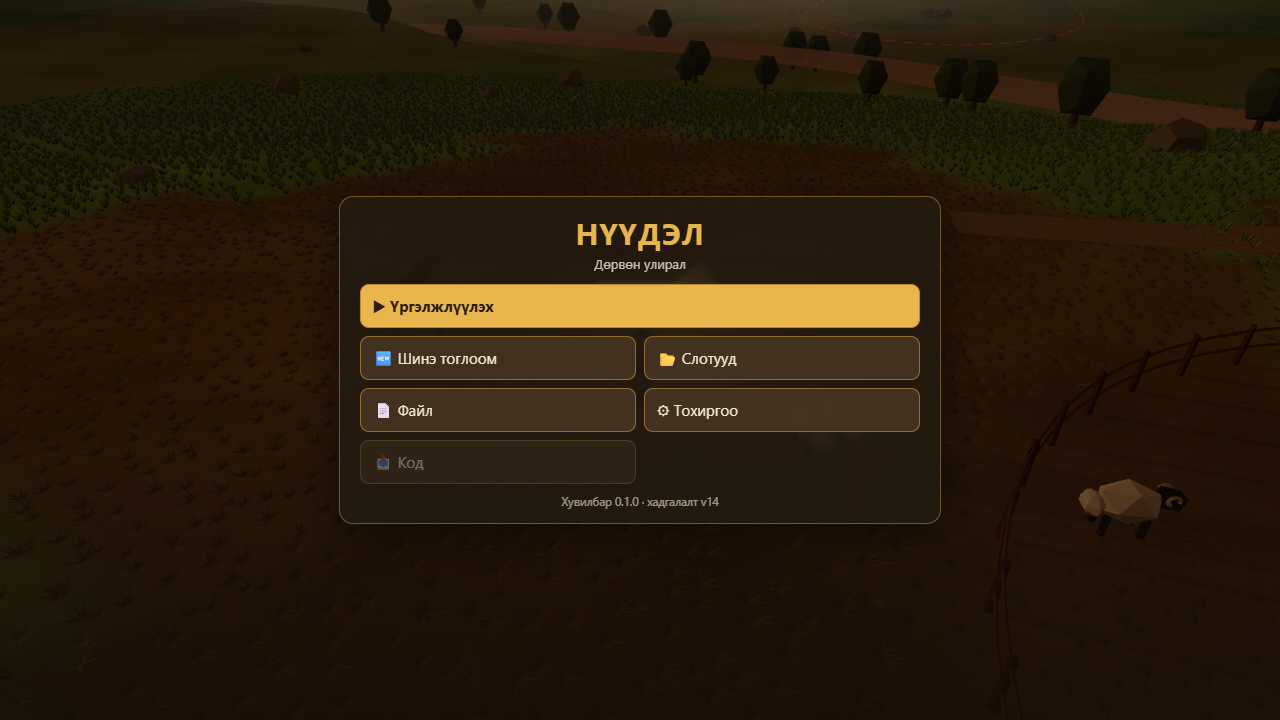 НҮҮДЭЛ
Дөрвөн улирал
▶ Үргэлжлүүлэх
🆕 Шинэ тоглоом
📂 Слотууд
📄 Файл
⚙ Тохиргоо
📤 Код
Хувилбар 0.1.0 · хадгалалт v14